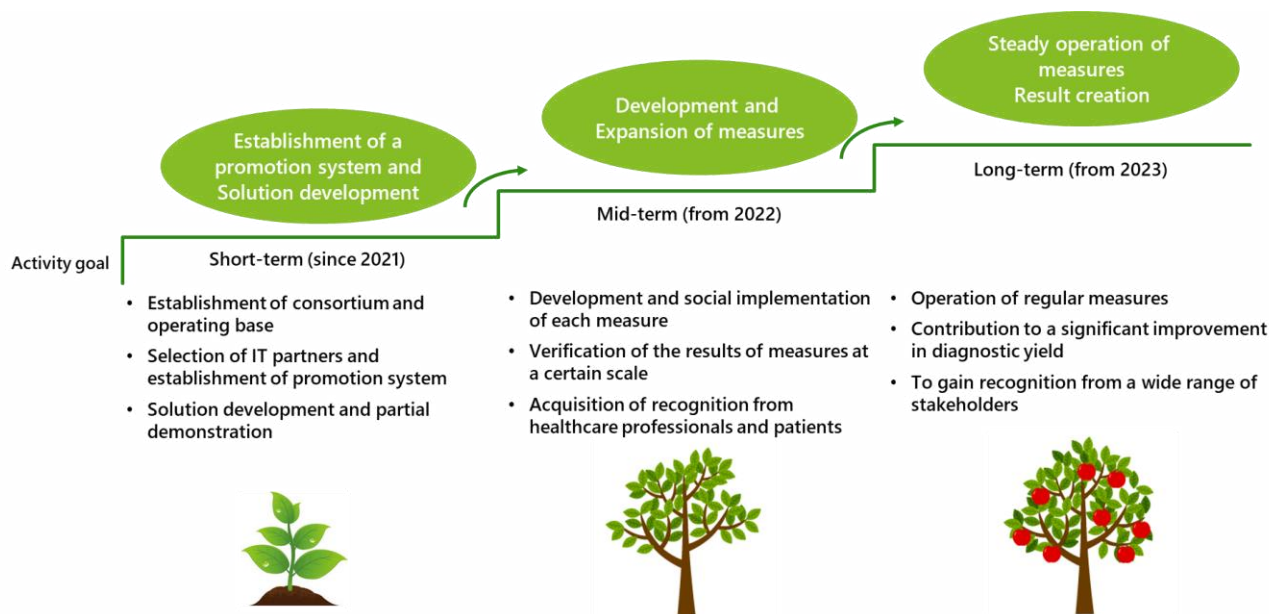 Establishment of a
promotion system and
Solution development
Development and
Expansion of measures
Steady operation of
measures
Result creation
Activity goal
Short-term (since 2021)
Mid-term (from 2022)
Long-term (from 2023)
• Establishment of consortium and
operating base
• Selection of IT partners and
establishment of promotion system
• Solution development and partial
demonstration
• Development and social implementation
of each measure
• Verification of the results of measures at
a certain scale
• Acquisition of recognition from
healthcare professionals and patients
• Operation of regular measures
• Contribution to a significant improvement
in diagnostic yield
• To gain recognition from a wide range of
stakeholders